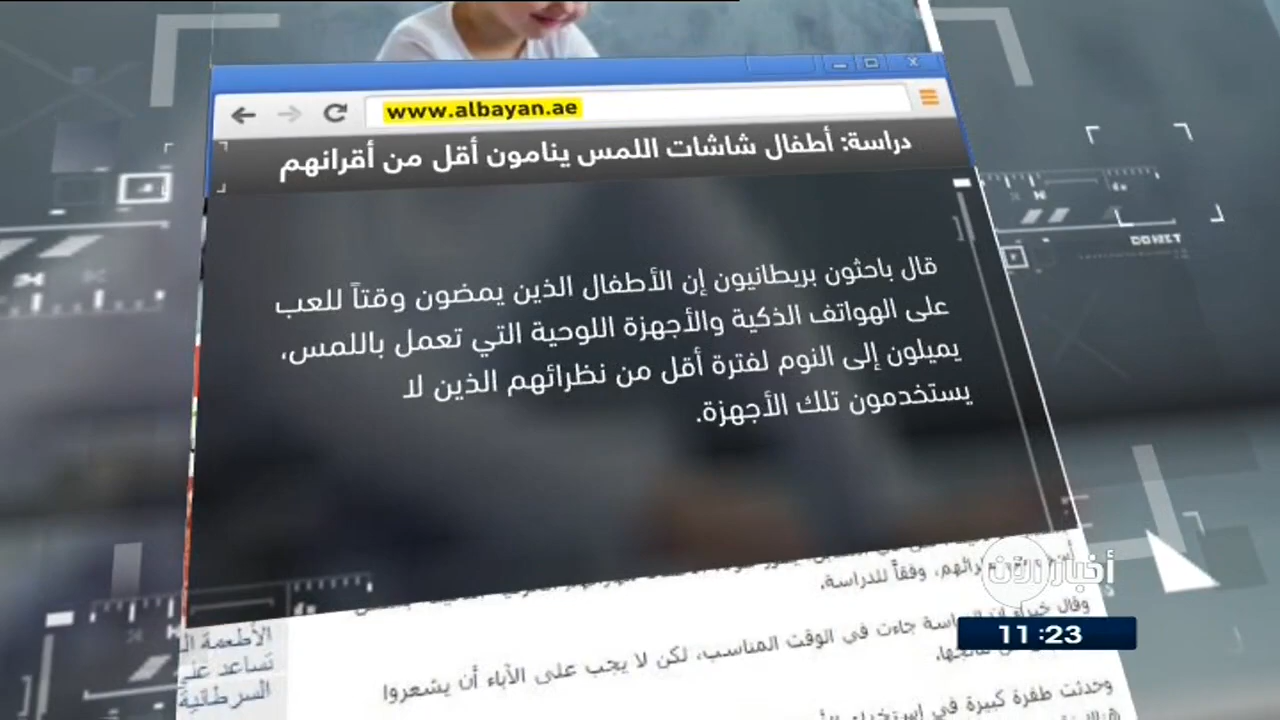 www.albayan.ae
دراسة: أطفال شاشات اللمس ينامون أقل من أقرانهم
قال باحثون بريطانيون إن الأطفال الذين يمضون وقتاً للعب
على الهواتف الذكية والأجهزة اللوحية التي تعمل باللمس،
يميلون إلى النوم لفترة أقل من نظرائهم الذين لا
يستخدمون تلك الأجهزة.
أخبار الآن
وفقاً للدراسة.
11:23
جاءت في الوقت المناسب، لكن لا يجب على الآباء أن يشعروا
وحدثت طفرة كبيرة في
الأطعمة
تساعد على
السرطانية